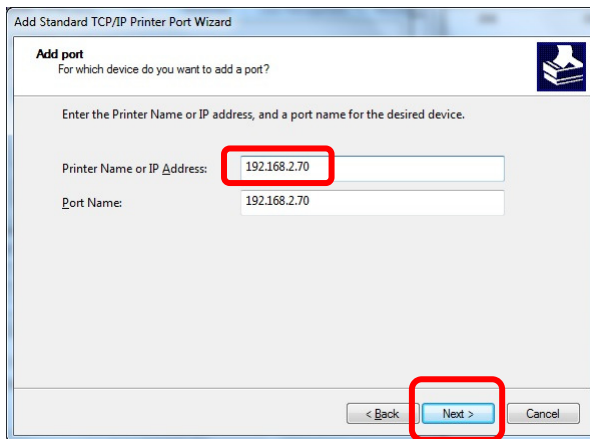 Add Standard TCP/IP Printer Port Wizard
Add port
For which device do you want to add a port?
Enter the Printer Name or IP address, and a port name for the desired device.
Printer Name or IP Address: 192.168.2.70
Port Name: 192.168.2.70
< Back Next > Cancel